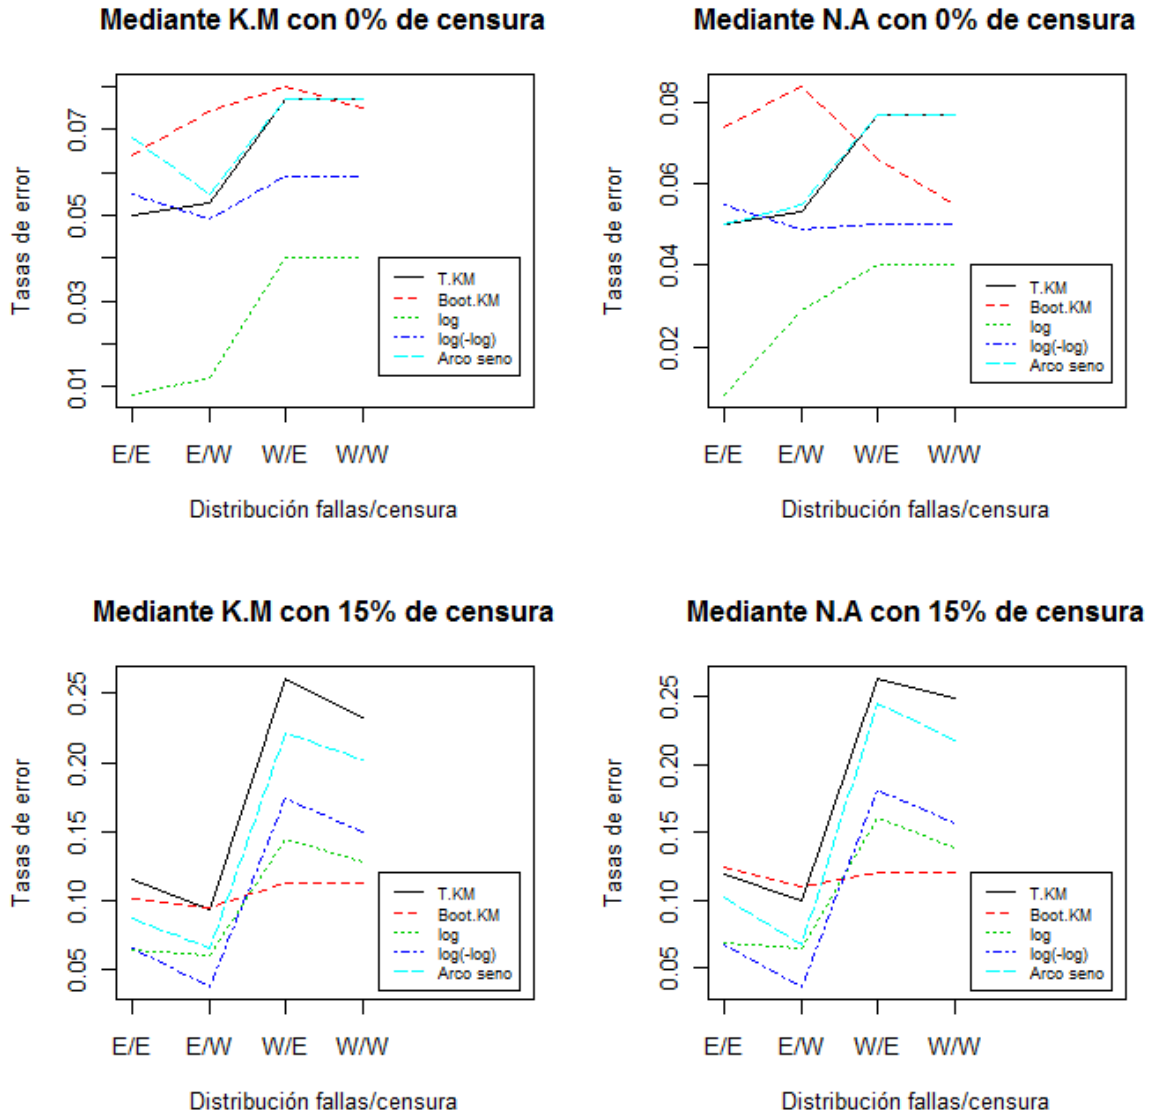 Mediante K.M con 0% de censura
Tasas de error
0.01
0.03
0.05
0.07
T.KM
Boot.KM
log
log(-log)
Arco seno
E/E E/W W/E W/W
Distribución fallas/censura
Mediante N.A con 0% de censura
Tasas de error
0.02
0.04
0.06
0.08
T.KM
Boot.KM
log
log(-log)
Arco seno
E/E E/W W/E W/W
Distribución fallas/censura
Mediante K.M con 15% de censura
Tasas de error
0.05
0.10
0.15
0.20
0.25
T.KM
Boot.KM
log
log(-log)
Arco seno
E/E E/W W/E W/W
Distribución fallas/censura
Mediante N.A con 15% de censura
Tasas de error
0.05
0.10
0.15
0.20
0.25
T.KM
Boot.KM
log
log(-log)
Arco seno
E/E E/W W/E W/W
Distribución fallas/censura